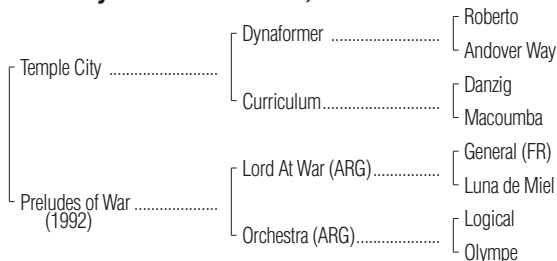 Roberto
Dynaformer ....................
Andover Way
Temple City ....................
Danzig
Curriculum ......................
Macoumba
General (FR)
Lord At War (ARG) .............
Luna de Miel
Preludes of War .................
(1992)
Logical
Orchestra (ARG) ................
Olympe